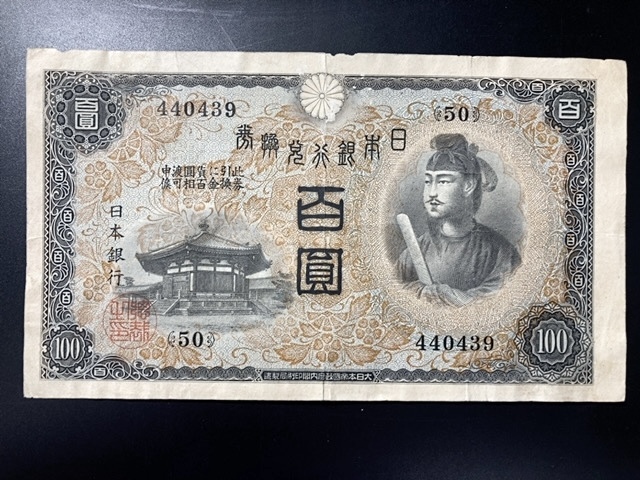 壹圓
440439
{50}
百
日本銀行兌換券
此券引換に金貨
百圓相渡可申候
百圓
日本銀行
{50}
440439
100
100
大日本帝國政府内閣印刷局製造